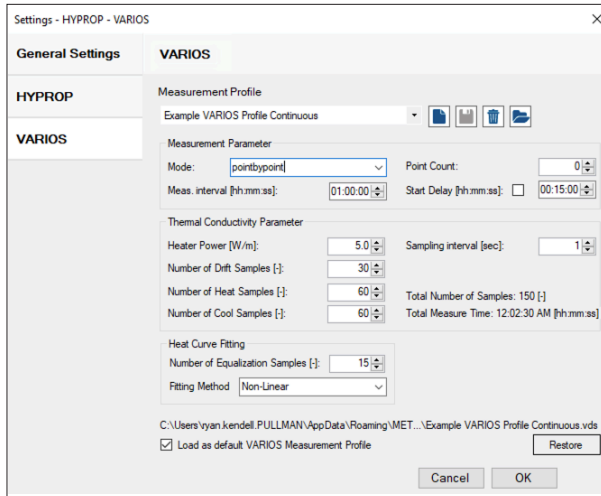 Settings - HYPROP - VARIOS
General Settings
HYPROP
VARIOS
VARIOS
Measurement Profile
Example VARIOS Profile Continuous
Measurement Parameter
Mode: pointbypoint Point Count: 0
Meas. interval [hh:mm:ss]: 01:00:00 Start Delay [hh:mm:ss]: 00:15:00
Thermal Conductivity Parameter
Heater Power [W/m]: 5.0 Sampling interval [sec]: 1
Number of Drift Samples [-]: 30
Number of Heat Samples [-]: 60 Total Number of Samples: 150 [-]
Number of Cool Samples [-]: 60 Total Measure Time: 12:02:30 AM [hh:mm:ss]
Heat Curve Fitting
Number of Equalization Samples [-]: 15
Fitting Method Non-Linear
C:\Users\ryan.kendell.PULLMAN\AppData\Roaming\MET...\Example VARIOS Profile Continuous.vds
Load as default VARIOS Measurement Profile Restore
Cancel OK